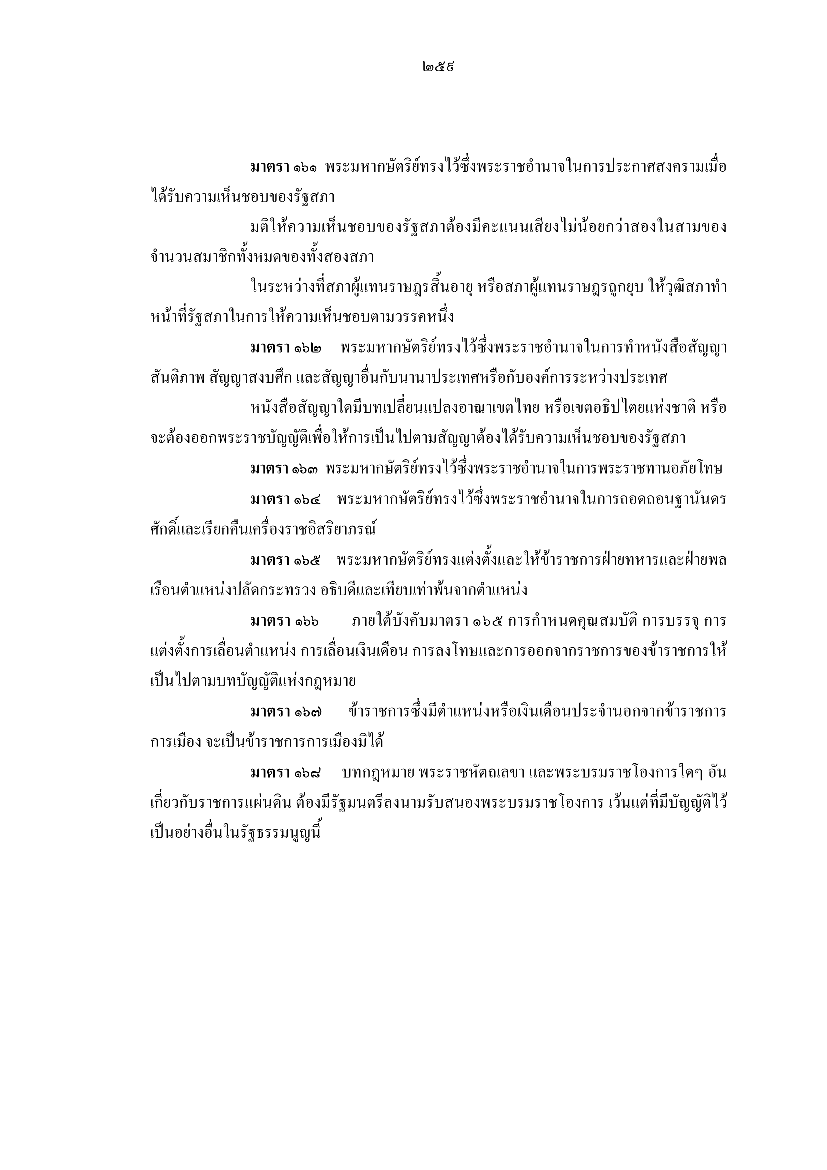 ๒๕๙
มาตรา ๑๖๑ พระมหากษัตริย์ทรงไว้ซึ่งพระราชอำนาจในการประกาศสงครามเมื่อ
ได้รับความเห็นชอบของรัฐสภา
มติให้ความเห็นชอบของรัฐสภาต้องมีคะแนนเสียงไม่น้อยกว่าสองในสามของ
จำนวนสมาชิกทั้งหมดของทั้งสองสภา
ในระหว่างที่สภาผู้แทนราษฎรสิ้นอายุ หรือสภาผู้แทนราษฎรถูกยุบ ให้วุฒิสภาทำ
หน้าที่รัฐสภาในการให้ความเห็นชอบตามวรรคหนึ่ง
มาตรา ๑๖๒ พระมหากษัตริย์ทรงไว้ซึ่งพระราชอำนาจในการทำหนังสือสัญญา
สันติภาพ สัญญาสงบศึก และสัญญาอื่นกับนานาประเทศหรือกับองค์การระหว่างประเทศ
หนังสือสัญญาใดมีบทเปลี่ยนแปลงอาณาเขตไทย หรือเขตอธิปไตยแห่งชาติ หรือ
จะต้องออกพระราชบัญญัติเพื่อให้การเป็นไปตามสัญญาต้องได้รับความเห็นชอบของรัฐสภา
มาตรา ๑๖๓ พระมหากษัตริย์ทรงไว้ซึ่งพระราชอำนาจในการพระราชทานอภัยโทษ
มาตรา ๑๖๔ พระมหากษัตริย์ทรงไว้ซึ่งพระราชอำนาจในการถอดถอนฐานันดร
ศักดิ์และเรียกคืนเครื่องราชอิสริยาภรณ์
มาตรา ๑๖๕ พระมหากษัตริย์ทรงแต่งตั้งและให้ข้าราชการฝ่ายทหารและฝ่ายพล
เรือนตำแหน่งปลัดกระทรวง อธิบดีและเทียบเท่าพ้นจากตำแหน่ง
มาตรา ๑๖๖ ภายใต้บังคับมาตรา ๑๖๕ การกำหนดคุณสมบัติ การบรรจุ การ
แต่งตั้งการเลื่อนตำแหน่ง การเลื่อนเงินเดือน การลงโทษและการออกจากราชการของข้าราชการให้
เป็นไปตามบทบัญญัติแห่งกฎหมาย
มาตรา ๑๖๗ ข้าราชการซึ่งมีตำแหน่งหรือเงินเดือนประจำนอกจากข้าราชการ
การเมือง จะเป็นข้าราชการการเมืองมิได้
มาตรา ๑๖๘ บทกฎหมาย พระราชหัตถเลขา และพระบรมราชโองการใดๆ อัน
เกี่ยวกับราชการแผ่นดิน ต้องมีรัฐมนตรีลงนามรับสนองพระบรมราชโองการ เว้นแต่ที่มีบัญญัติไว้
เป็นอย่างอื่นในรัฐธรรมนูญนี้